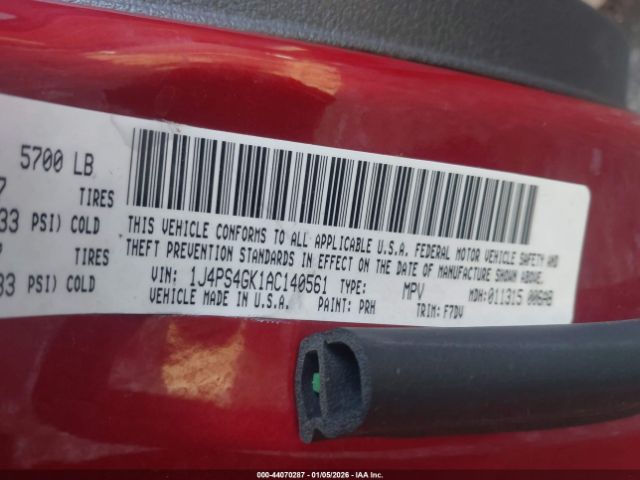 5700 LB
7 TIRES
33 PSI) COLD
TIRES
33 PSI) COLD
THIS VEHICLE CONFORMS TO ALL APPLICABLE U.S.A. FEDERAL MOTOR VEHICLE SAFETY AND
THEFT PREVENTION STANDARDS IN EFFECT ON THE DATE OF MANUFACTURE SHOWN ABOVE.
VIN: 1J4PS4GK1AC140561 TYPE: MPV MDH:011315 006AB
VEHICLE MADE IN U.S.A. PAINT: PRH TRIM: F7DV
000-44070287 - 01/05/2026 - IAA Inc.